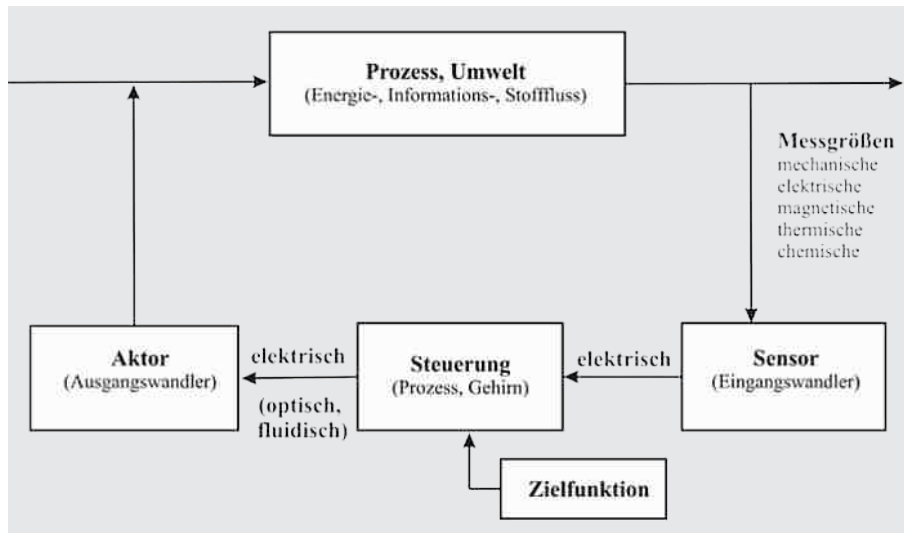 Prozess, Umwelt
(Energie-, Informations-, Stofffluss)
Messgrößen
mechanische
elektrische
magnetische
thermische
chemische
Aktor
(Ausgangswandler)
elektrisch
(optisch,
fluidisch)
Steuerung
(Prozess, Gehirn)
elektrisch
Sensor
(Eingangswandler)
Zielfunktion